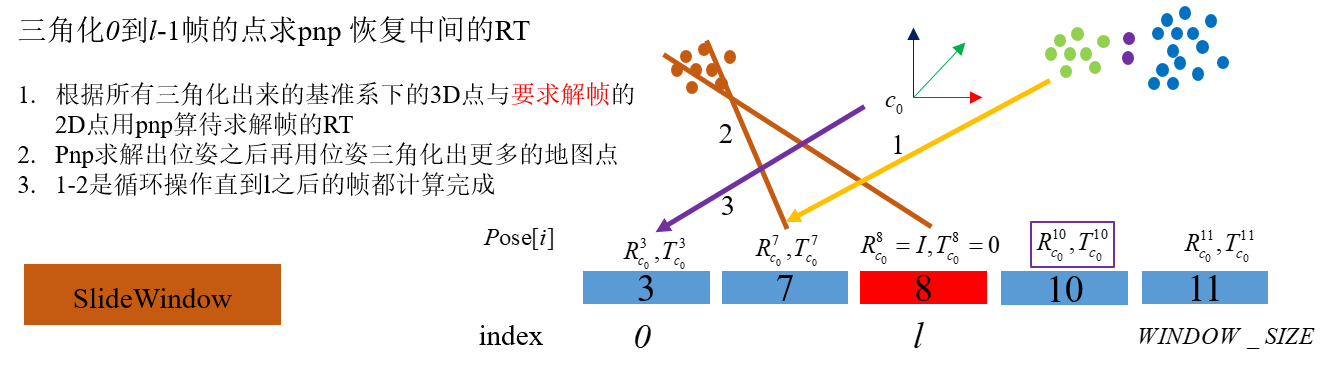 三角化0到l-1帧的点求pnp 恢复中间的RT
1. 根据所有三角化出来的基准系下的3D点与要求解帧的
2D点用pnp算待求解帧的RT
2. Pnp求解出位姿之后再用位姿三角化出更多的地图点
3. 1-2是循环操作直到l之后的帧都计算完成
c₀
2
1
3
Pose[i]
R_{c_0}^{3},T_{c_0}^{3}
R_{c_0}^{7},T_{c_0}^{7}
R_{c_0}^{8}=I,T_{c_0}^{8}=0
R_{c_0}^{10},T_{c_0}^{10}
R_{c_0}^{11},T_{c_0}^{11}
SlideWindow
3 7 8 10 11
index 0 l WINDOW_SIZE